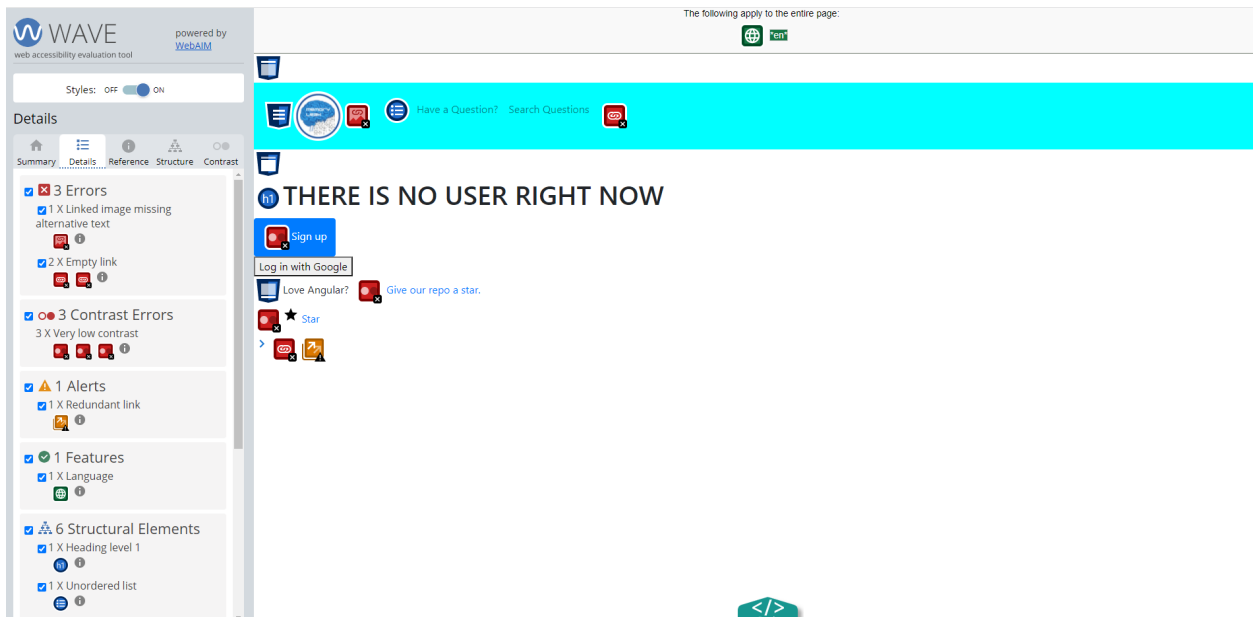 The following apply to the entire page:
"en"
WAVE
powered by
WebAIM
web accessibility evaluation tool
Styles: OFF ON
Details
Summary Details Reference Structure Contrast
3 Errors
1 X Linked image missing
alternative text
2 X Empty link
3 Contrast Errors
3 X Very low contrast
1 Alerts
1 X Redundant link
1 Features
1 X Language
6 Structural Elements
1 X Heading level 1
h1
1 X Unordered list
Have a Question? Search Questions
h1 THERE IS NO USER RIGHT NOW
Sign up
Log in with Google
Love Angular? Give our repo a star.
Star
</>